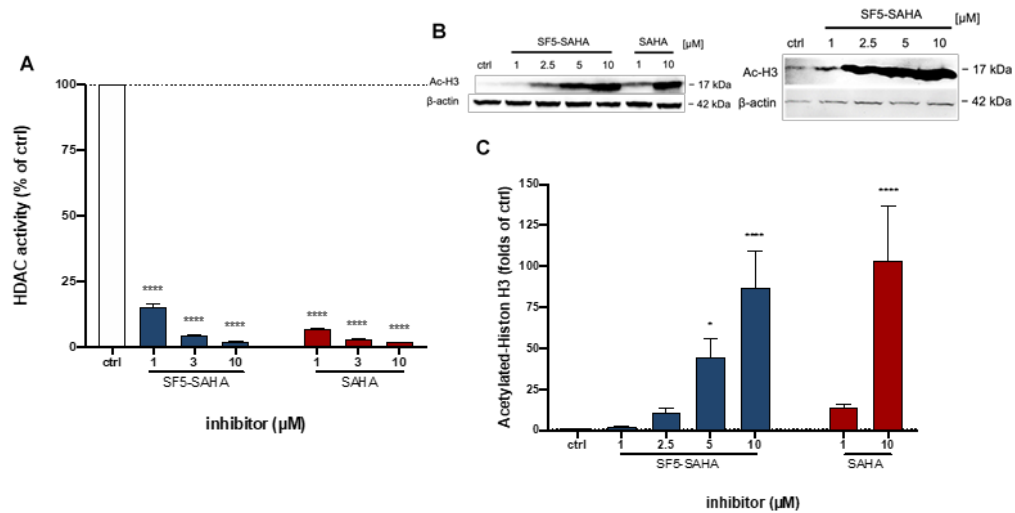 A
HDAC activity (% of ctrl)
100
75
50
25
0
**** **** **** **** **** ****
ctrl 1 3 10 1 3 10
SF5-SAHA SAHA
inhibitor (µM)
B
SF5-SAHA SAHA [µM]
ctrl 1 2.5 5 10 1 10
Ac-H3 – 17 kDa
β-actin – 42 kDa
SF5-SAHA [µM]
ctrl 1 2.5 5 10
Ac-H3 – 17 kDa
β-actin – 42 kDa
C
Acetylated-Histon H3 (folds of ctrl)
150
125
100
75
50
25
0
* **** ****
ctrl 1 2.5 5 10 1 10
SF5-SAHA SAHA
inhibitor (µM)